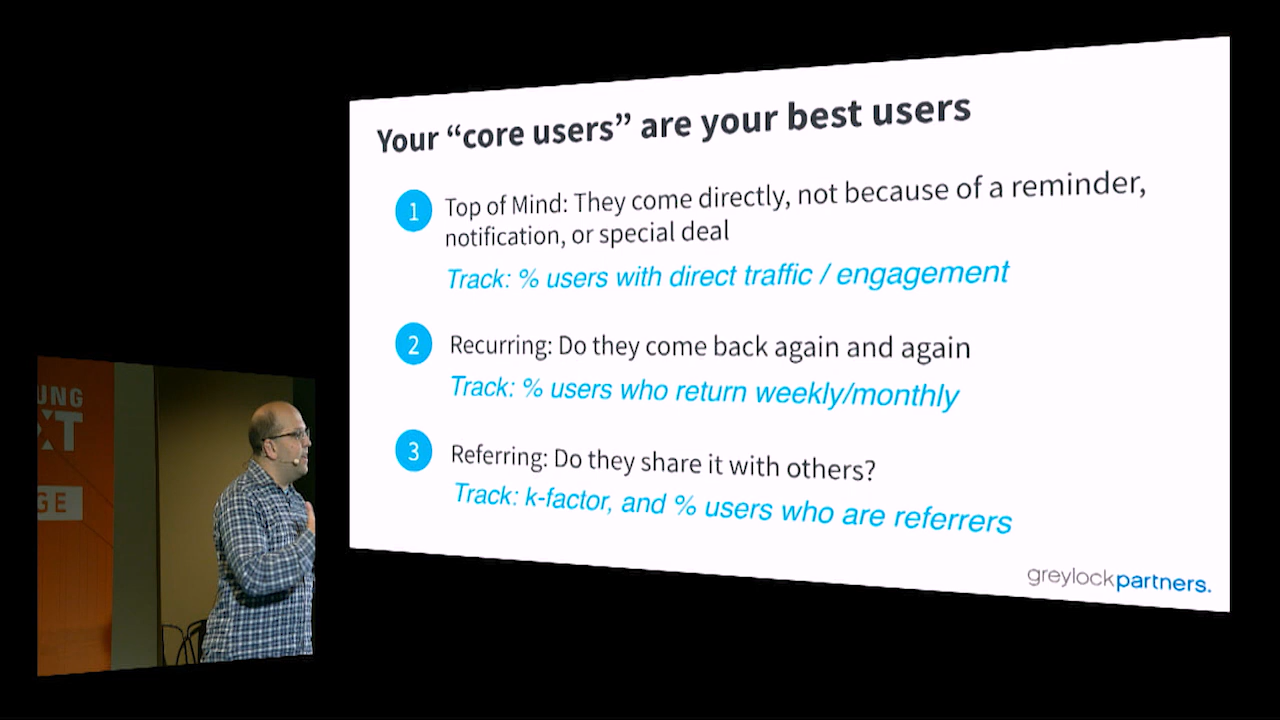 Your “core users” are your best users
1
Top of Mind: They come directly, not because of a reminder,
notification, or special deal
Track: % users with direct traffic / engagement
2
Recurring: Do they come back again and again
Track: % users who return weekly/monthly
3
Referring: Do they share it with others?
Track: k-factor, and % users who are referrers
greylockpartners.
UNG
XT
GE